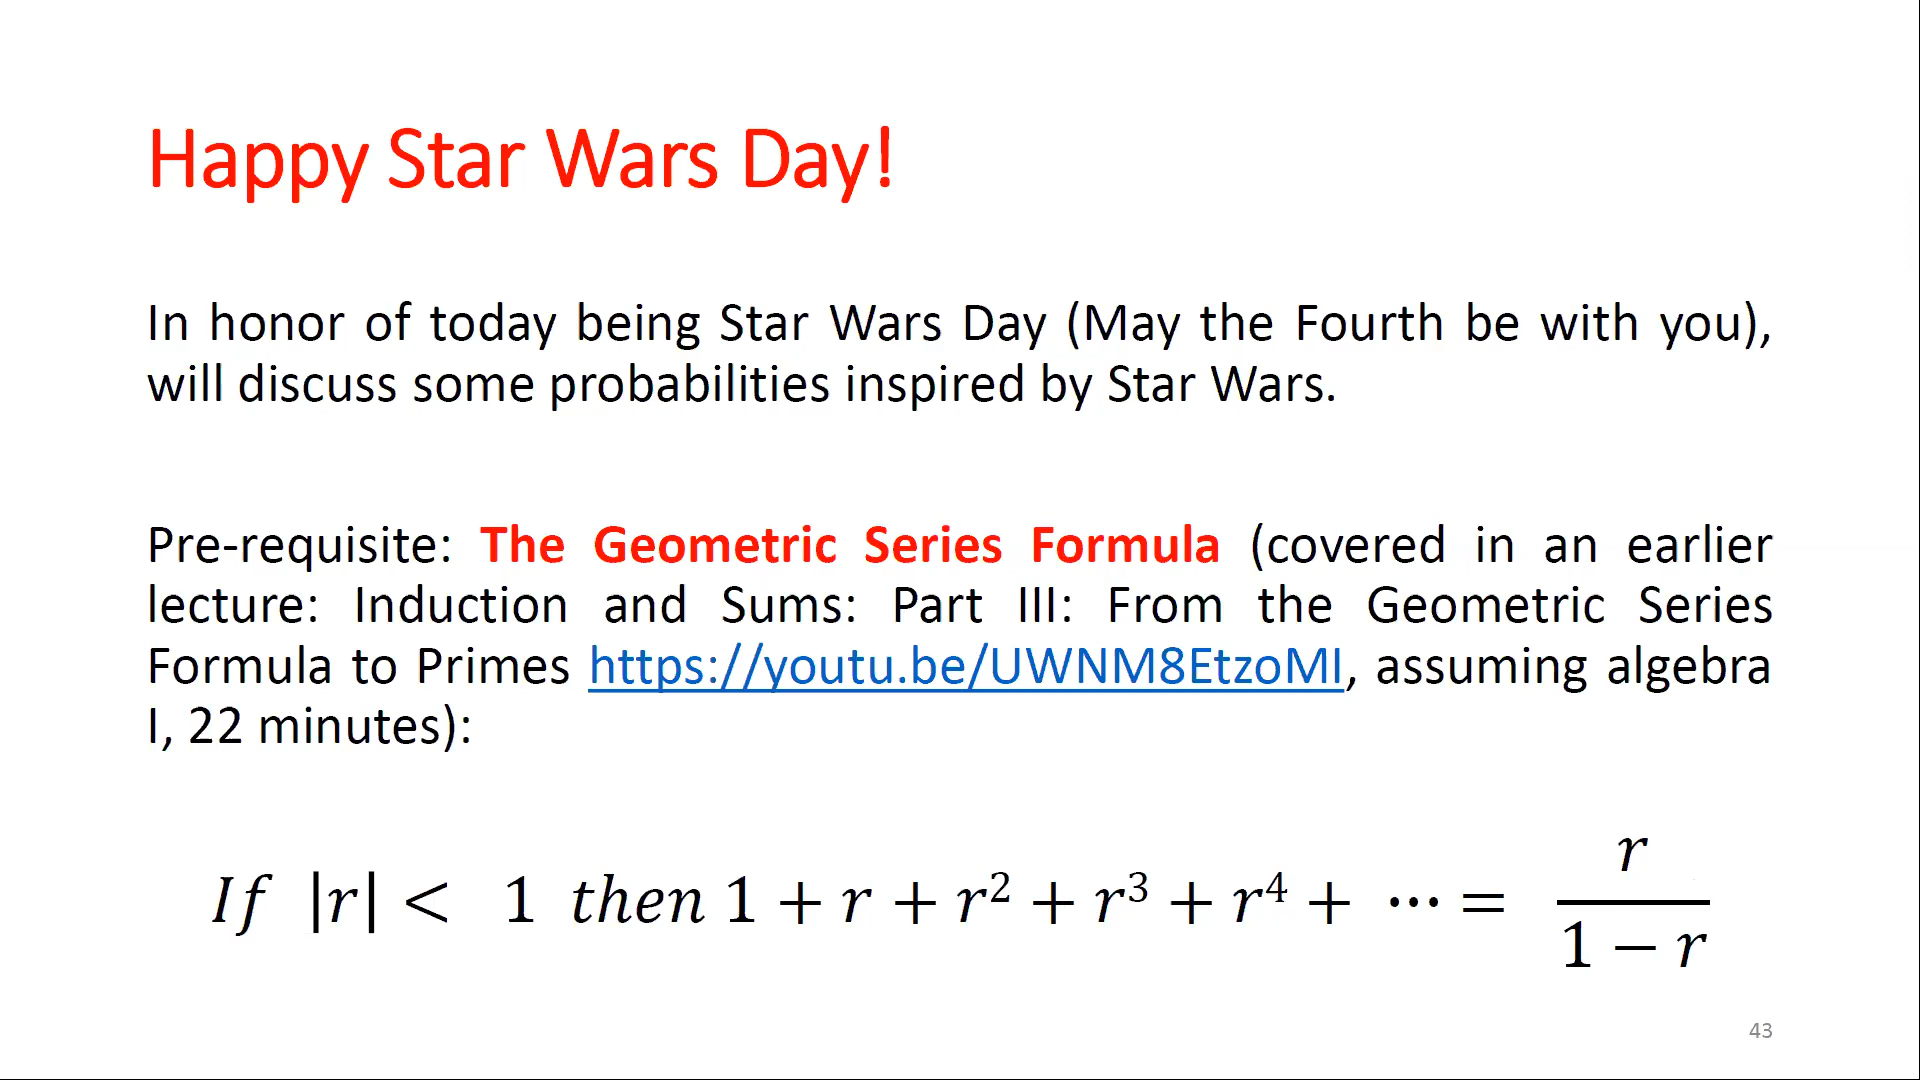 Happy Star Wars Day!
In honor of today being Star Wars Day (May the Fourth be with you),
will discuss some probabilities inspired by Star Wars.
Pre-requisite: The Geometric Series Formula (covered in an earlier
lecture: Induction and Sums: Part III: From the Geometric Series
Formula to Primes https://youtu.be/UWNM8EtzoMI, assuming algebra
I, 22 minutes):
If |r| < 1 then 1 + r + r² + r³ + r⁴ + ⋯ = r / (1 − r)
43